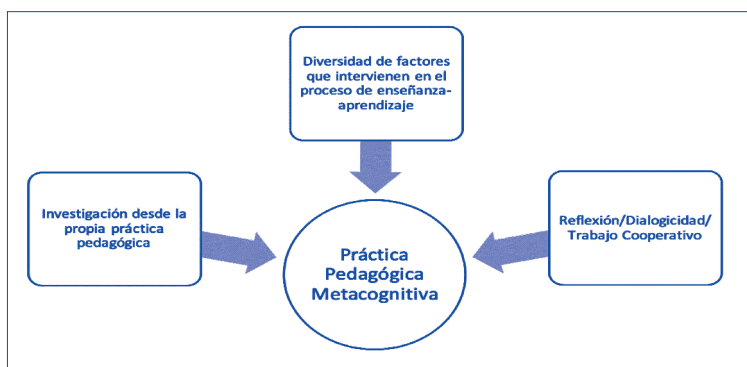 Diversidad de factores
que intervienen en el
proceso de enseñanza-
aprendizaje
Investigación desde la
propia práctica
pedagógica
Reflexión/Dialogicidad/
Trabajo Cooperativo
Práctica
Pedagógica
Metacognitiva